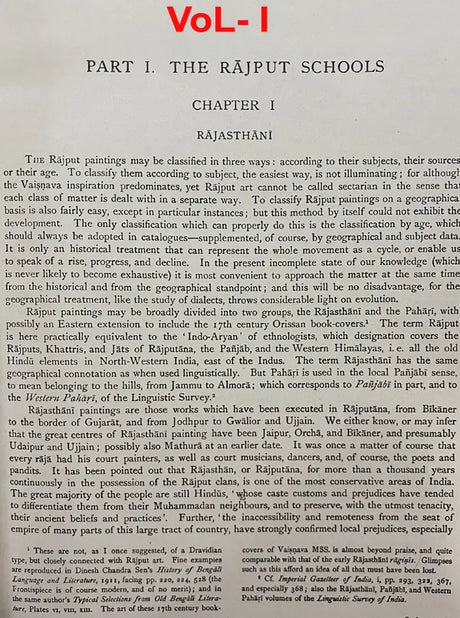 VoL- I
PART I. THE RĀJPUT SCHOOLS
CHAPTER I
RĀJASTHĀNĪ
THE Rājput paintings may be classified in three ways: according to their subjects, their sources
or their age. To classify them according to subject, the easiest way, is not illuminating; for although
the Vaiṣṇava inspiration predominates, yet Rājput art cannot be called sectarian in the sense that
each class of matter is dealt with in a separate way. To classify Rājput paintings on a geographical
basis is also fairly easy, except in particular instances; but this method by itself could not exhibit the
development. The only classification which can properly do this is the classification by age, which
should always be adopted in catalogues—supplemented, of course, by geographical and subject data.
It is only an historical treatment that can represent the whole movement as a cycle, or enable us
to speak of a rise, progress, and decline. In the present incomplete state of our knowledge (which
is never likely to become exhaustive) it is most convenient to approach the matter at the same time
from the historical and from the geographical standpoint; and this will be no disadvantage, for the
geographical treatment, like the study of dialects, throws considerable light on evolution.
Rājput paintings may be broadly divided into two groups, the Rājasthānī and the Pahāṛī, with
possibly an Eastern extension to include the 17th century Orissan book-covers.¹ The term Rājput
is here practically equivalent to the 'Indo-Aryan' of ethnologists, which designation covers the
Rājputs, Khattris, and Jāts of Rājputāna, the Pañjāb, and the Western Himālayas, i. e. all the old
Hindū elements in North-Western India, east of the Indus. The term Rājasthānī has the same
geographical connotation as when used linguistically. But Pahāṛī is used in the local Pañjābī sense,
to mean belonging to the hills, from Jammu to Almorā; which corresponds to Pañjābī in part, and to
the Western Pahāṛī, of the Linguistic Survey.²
Rājasthānī paintings are those works which have been executed in Rājputāna, from Bīkāner
to the border of Gujarāt, and from Jodhpur to Gwālior and Ujjain. We either know, or may infer
that the great centres of Rājasthānī painting have been Jaipur, Orchā, and Bīkāner, and presumably
Udaipur and Ujjain; possibly also Mathurā at an earlier date. It was once a matter of course that
every rājā had his court painters, as well as court musicians, dancers, and, of course, the poets and
pandits. It has been pointed out that Rājasthān, or Rājputāna, for more than a thousand years
continuously in the possession of the Rājput clans, is one of the most conservative areas of India.
The great majority of the people are still Hindūs, 'whose caste customs and prejudices have tended
to differentiate them from their Muhammadan neighbours, and to preserve, with the utmost tenacity,
their ancient beliefs and practices'. Further, 'the inaccessibility and remoteness from the seat of
empire of many parts of this large tract of country, have strongly confirmed local prejudices, especially
¹ These are not, as I once suggested, of a Dravidian
type, but closely connected with Rājput art. Fine examples
are reproduced in Dinesh Chandra Sen's History of Bengāli
Language and Literature, 1911, facing pp. 220, 224, 528 (the
Frontispiece is of course modern, and of no merit); and in
the same author's Typical Selections from Old Bengāli Litera-
ture, Plates VI, VIII, XIII. The art of these 17th century book-
covers of Vaiṣṇava MSS. is almost beyond praise, and quite
comparable with that of the early Rājasthānī rāgiṇīs. Gujarāti
such as this afford an idea of all that must have been lost.
² Cf. Imperial Gazetteer of India, i, pp. 293, 322, 367,
and especially 368; also the Rājasthānī, Pañjābī, and Western
Pahāṛī volumes of the Linguistic Survey of India.